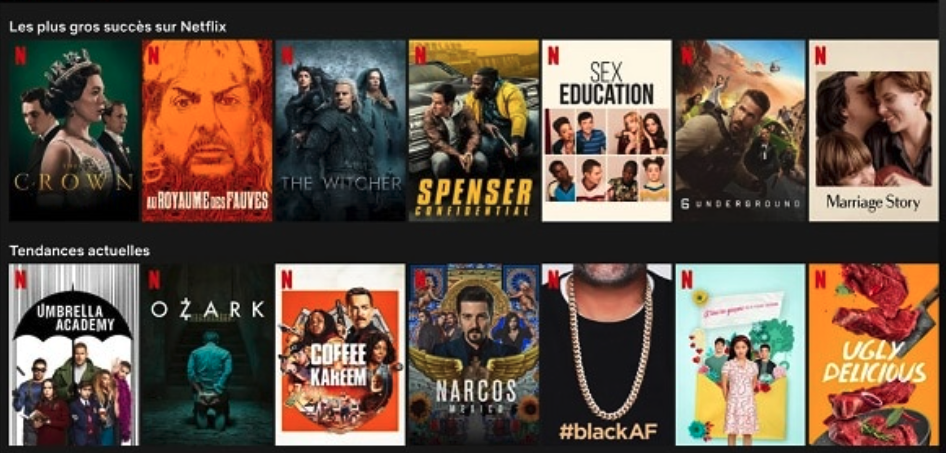 Les plus gros succès sur Netflix
N N N N N N N
THE
CROWN
AU ROYAUME DES FAUVES
THE WITCHER
SPENSER
CONFIDENTIAL
SEX
EDUCATION
6 UNDERGROUND
Marriage Story
Tendances actuelles
N N N N N N
UMBRELLA
ACADEMY
OZARK
COFFEE
&
KAREEM
NARCOS
MEXICO
#blackAF
UGLY
DELICIOUS